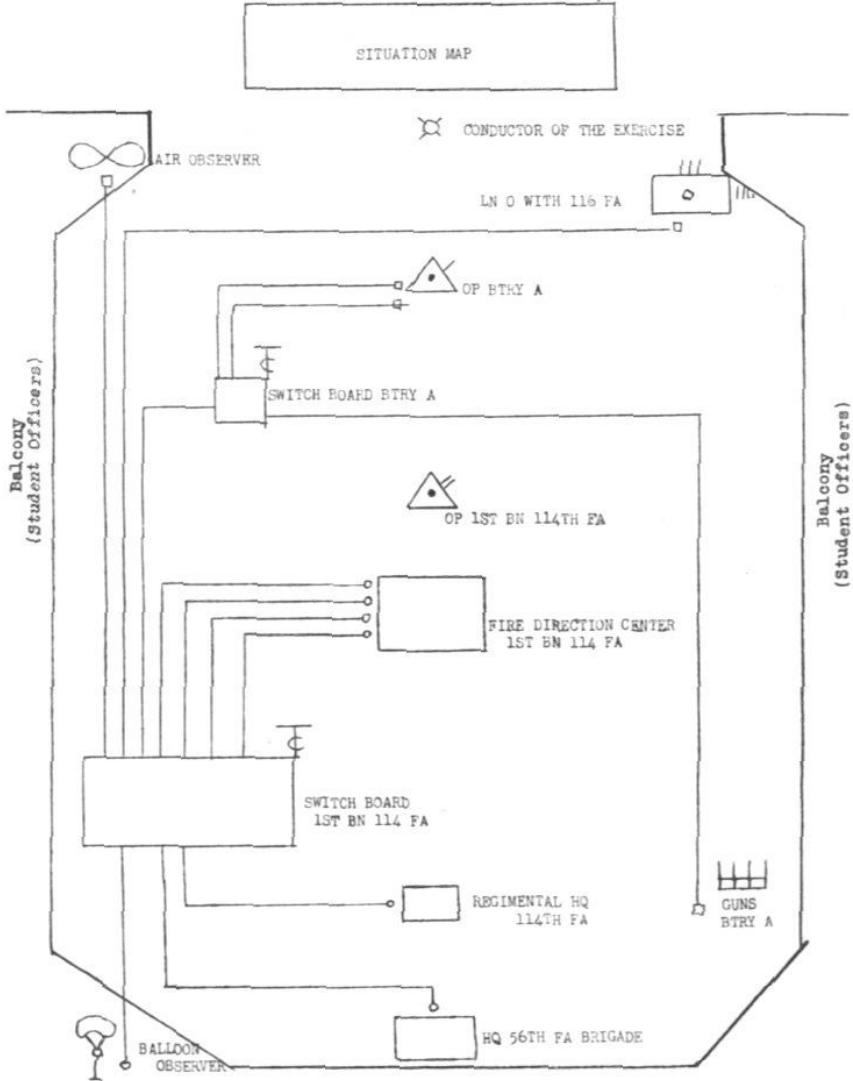 SITUATION MAP
CONDUCTOR OF THE EXERCISE
AIR OBSERVER
LN O WITH 116 FA
OP BTRY A
SWITCH BOARD BTRY A
Balcony
(Student Officers)
Balcony
(Student Officers)
OP 1ST BN 114TH FA
FIRE DIRECTION CENTER
1ST BN 114 FA
SWITCH BOARD
1ST BN 114 FA
REGIMENTAL HQ
114TH FA
GUNS
BTRY A
HQ 56TH FA BRIGADE
BALLOON
OBSERVER